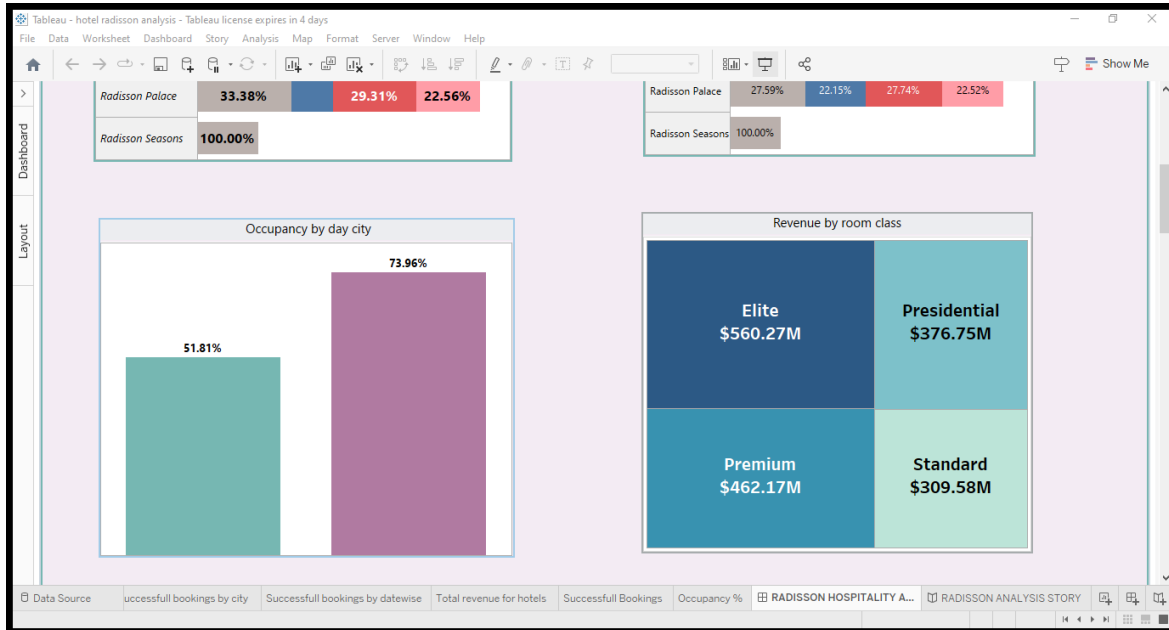 Tableau - hotel radisson analysis - Tableau license expires in 4 days
File Data Worksheet Dashboard Story Analysis Map Format Server Window Help
Show Me
Dashboard
Layout
Radisson Palace 33.38% 29.31% 22.56%
Radisson Seasons 100.00%
Radisson Palace 27.59% 22.15% 27.74% 22.52%
Radisson Seasons 100.00%
Occupancy by day city
51.81%
73.96%
Revenue by room class
Elite
$560.27M
Presidential
$376.75M
Premium
$462.17M
Standard
$309.58M
Data Source uccessfull bookings by city Successfull bookings by datewise Total revenue for hotels Successfull Bookings Occupancy % RADISSON HOSPITALITY A... RADISSON ANALYSIS STORY